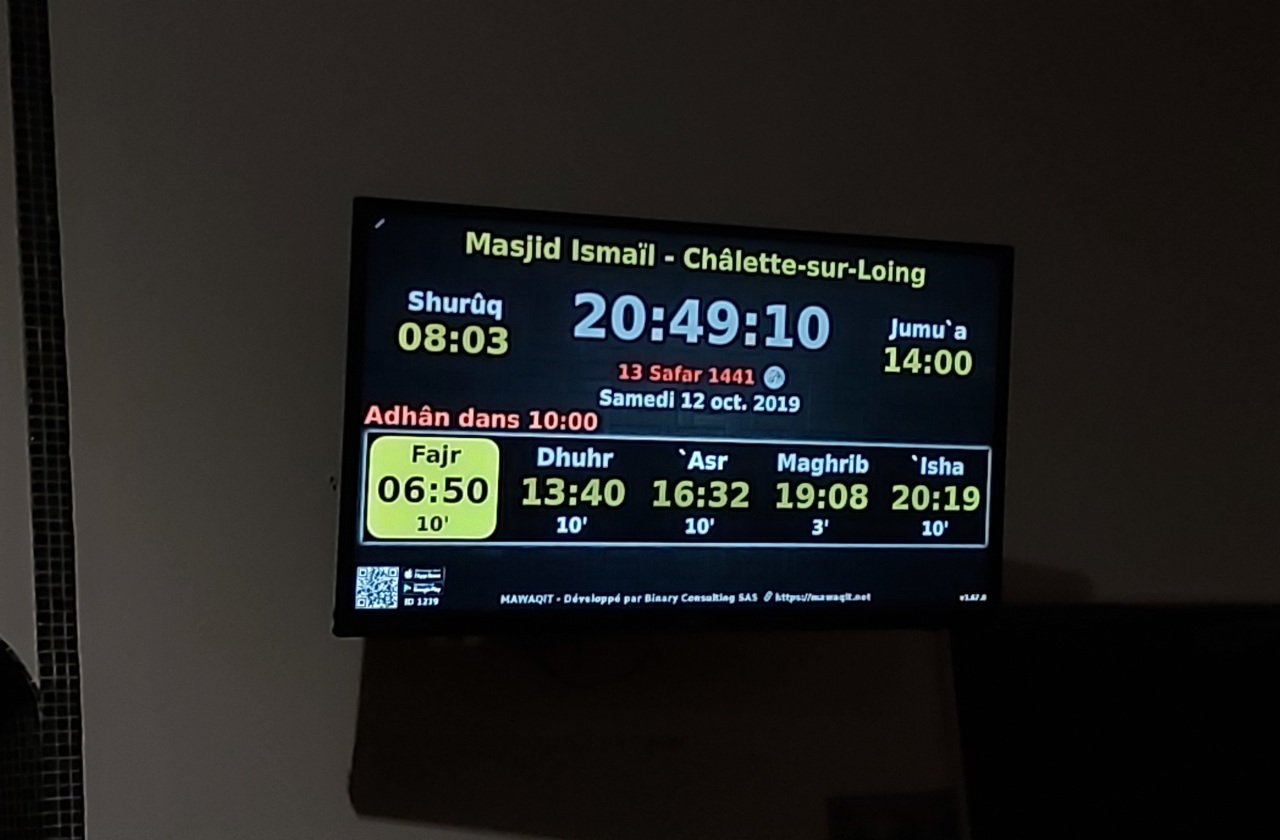 Masjid Ismaïl - Châlette-sur-Loing
Shurûq
08:03
20:49:10
Jumu`a
14:00
13 Safar 1441
Samedi 12 oct. 2019
Adhân dans 10:00
Fajr Dhuhr `Asr Maghrib `Isha
06:50 13:40 16:32 19:08 20:19
10' 10' 10' 3' 10'
ID 1239
MAWAQIT - Développé par Binary Consulting SAS https://mawaqit.net